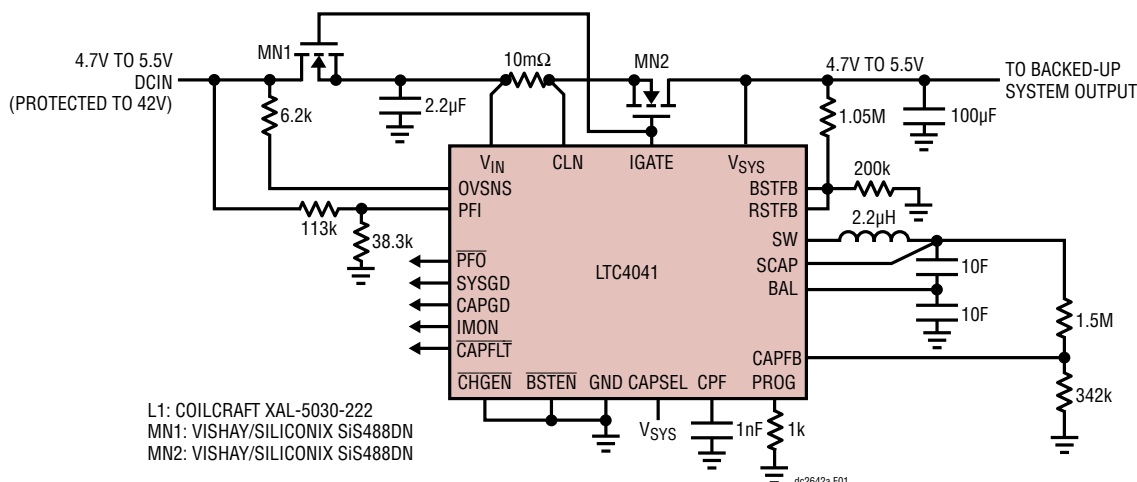 MN1
4.7V TO 5.5V
DCIN
(PROTECTED TO 42V)
10mΩ
MN2
4.7V TO 5.5V
TO BACKED-UP
SYSTEM OUTPUT
6.2k
2.2µF
1.05M
100µF
VIN
CLN
IGATE
VSYS
200k
OVSNS
BSTFB
PFI
RSTFB
113k
38.3k
2.2µH
SW
PFO
SCAP
10F
SYSGD
LTC4041
BAL
CAPGD
IMON
10F
1.5M
CAPFLT
CAPFB
CHGEN
BSTEN
GND
CAPSEL
CPF
PROG
342k
VSYS
1nF
1k
L1: COILCRAFT XAL-5030-222
MN1: VISHAY/SILICONIX SiS488DN
MN2: VISHAY/SILICONIX SiS488DN
dc2642a F01